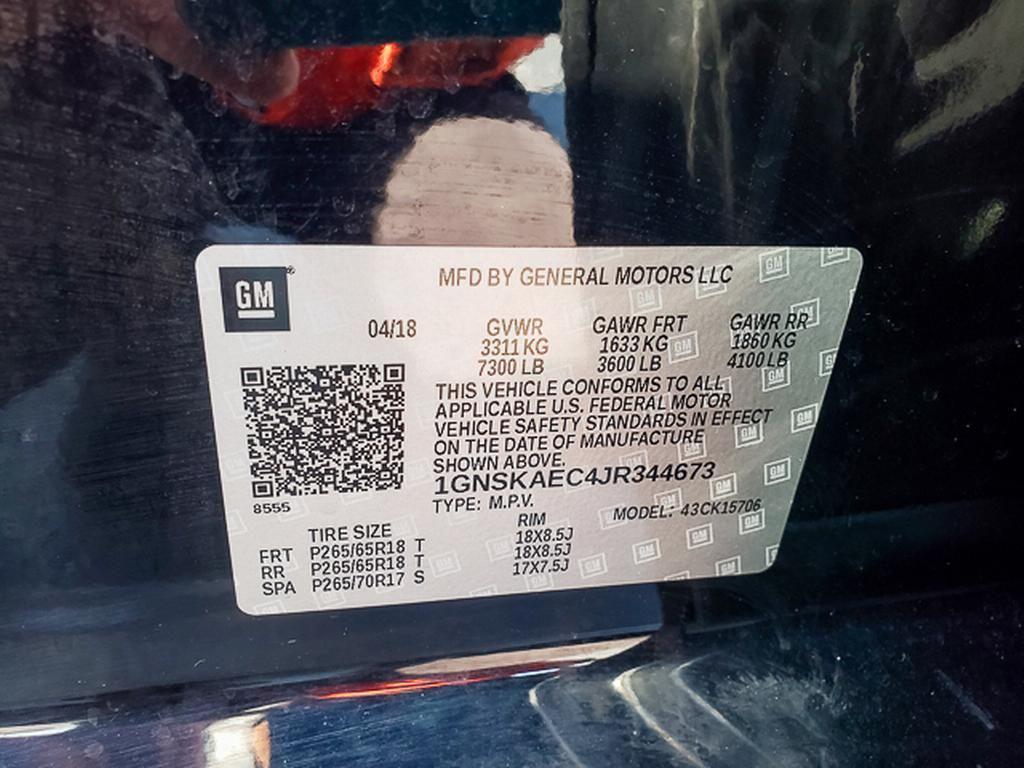 GM
MFD BY GENERAL MOTORS LLC
04/18 GVWR GAWR FRT GAWR RR
3311 KG 1633 KG 1860 KG
7300 LB 3600 LB 4100 LB
THIS VEHICLE CONFORMS TO ALL
APPLICABLE U.S. FEDERAL MOTOR
VEHICLE SAFETY STANDARDS IN EFFECT
ON THE DATE OF MANUFACTURE
SHOWN ABOVE.
1GNSKAEC4JR344673
8555
TYPE: M.P.V. MODEL: 43CK15706
TIRE SIZE RIM
FRT P265/65R18 T 18X8.5J
RR P265/65R18 T 18X8.5J
SPA P265/70R17 S 17X7.5J